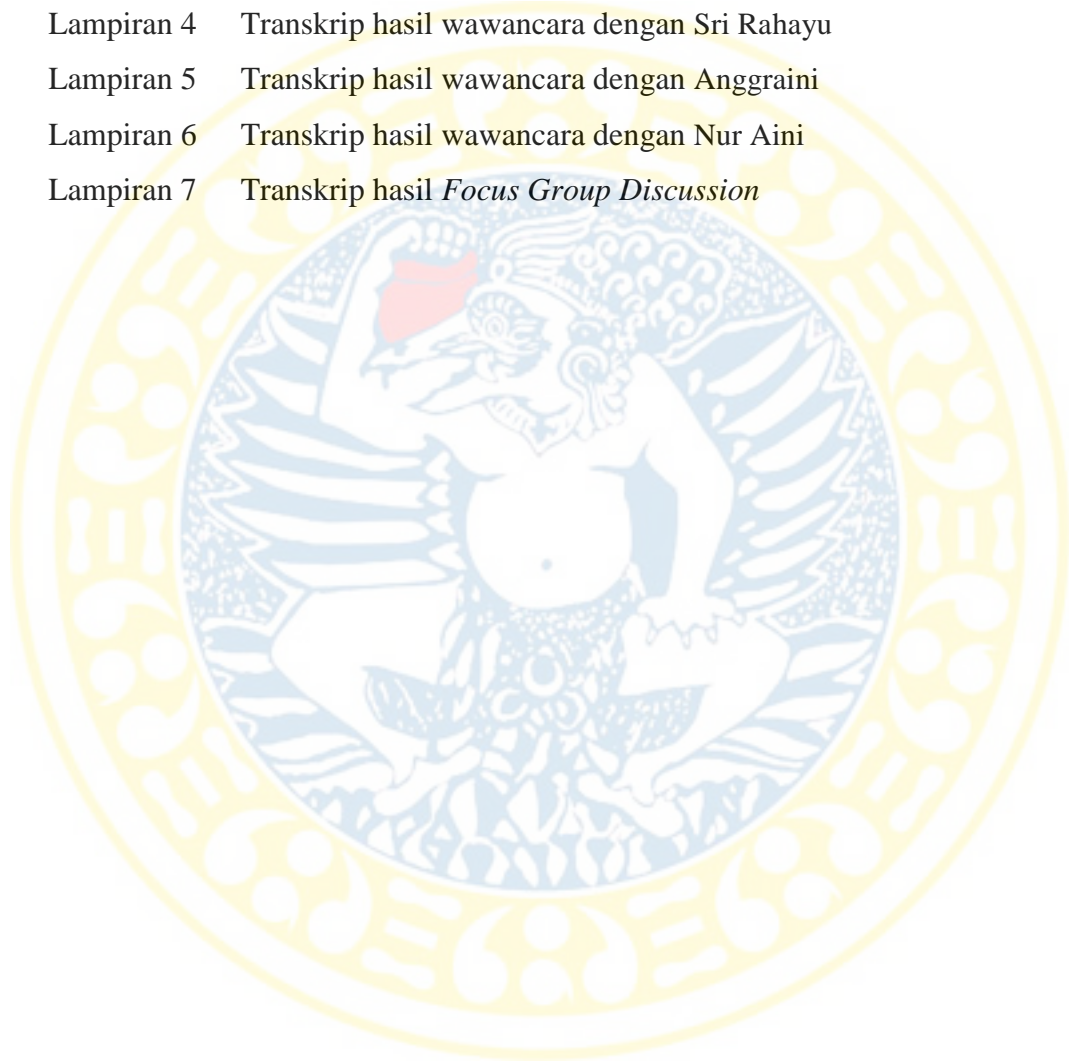 Lampiran 4 Transkrip hasil wawancara dengan Sri Rahayu
Lampiran 5 Transkrip hasil wawancara dengan Anggraini
Lampiran 6 Transkrip hasil wawancara dengan Nur Aini
Lampiran 7 Transkrip hasil Focus Group Discussion